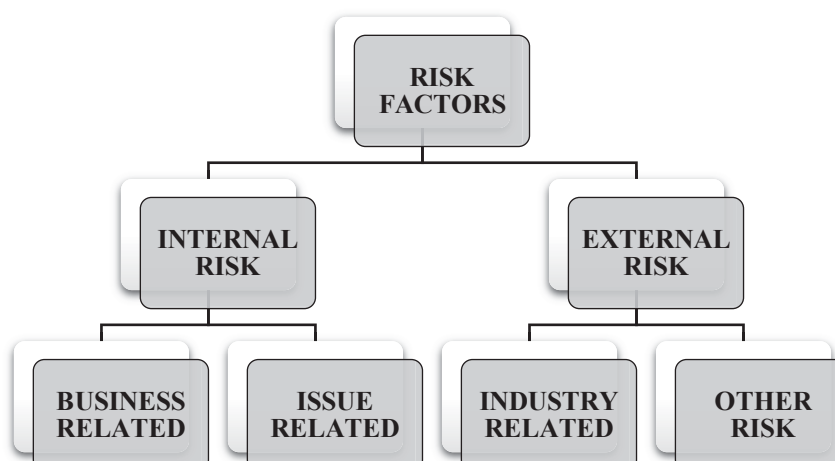 RISK
FACTORS
INTERNAL
RISK
EXTERNAL
RISK
BUSINESS
RELATED
ISSUE
RELATED
INDUSTRY
RELATED
OTHER
RISK